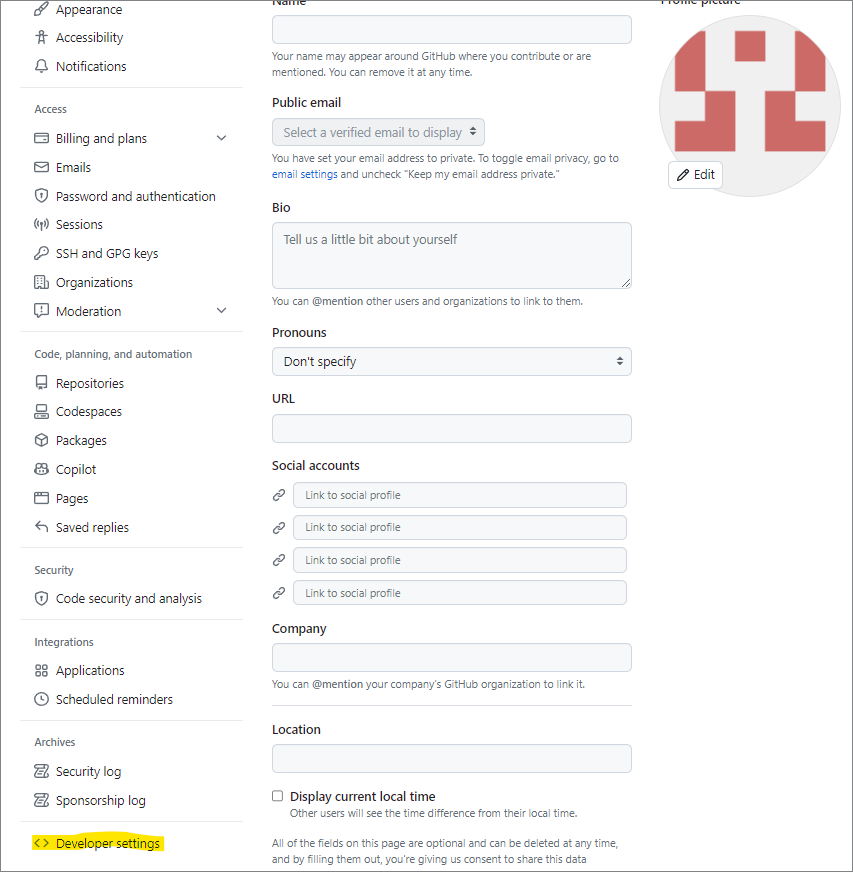 Appearance
Accessibility
Notifications
Access
Billing and plans
Emails
Password and authentication
Sessions
SSH and GPG keys
Organizations
Moderation
Code, planning, and automation
Repositories
Codespaces
Packages
Copilot
Pages
Saved replies
Security
Code security and analysis
Integrations
Applications
Scheduled reminders
Archives
Security log
Sponsorship log
Developer settings
Name
Your name may appear around GitHub where you contribute or are
mentioned. You can remove it at any time.
Public email
Select a verified email to display
You have set your email address to private. To toggle email privacy, go to
email settings and uncheck "Keep my email address private."
Bio
Tell us a little bit about yourself
You can @mention other users and organizations to link to them.
Pronouns
Don't specify
URL
Social accounts
Link to social profile
Link to social profile
Link to social profile
Link to social profile
Company
You can @mention your company's GitHub organization to link it.
Location
Display current local time
Other users will see the time difference from their local time.
All of the fields on this page are optional and can be deleted at any time,
and by filling them out, you're giving us consent to share this data
Profile picture
Edit